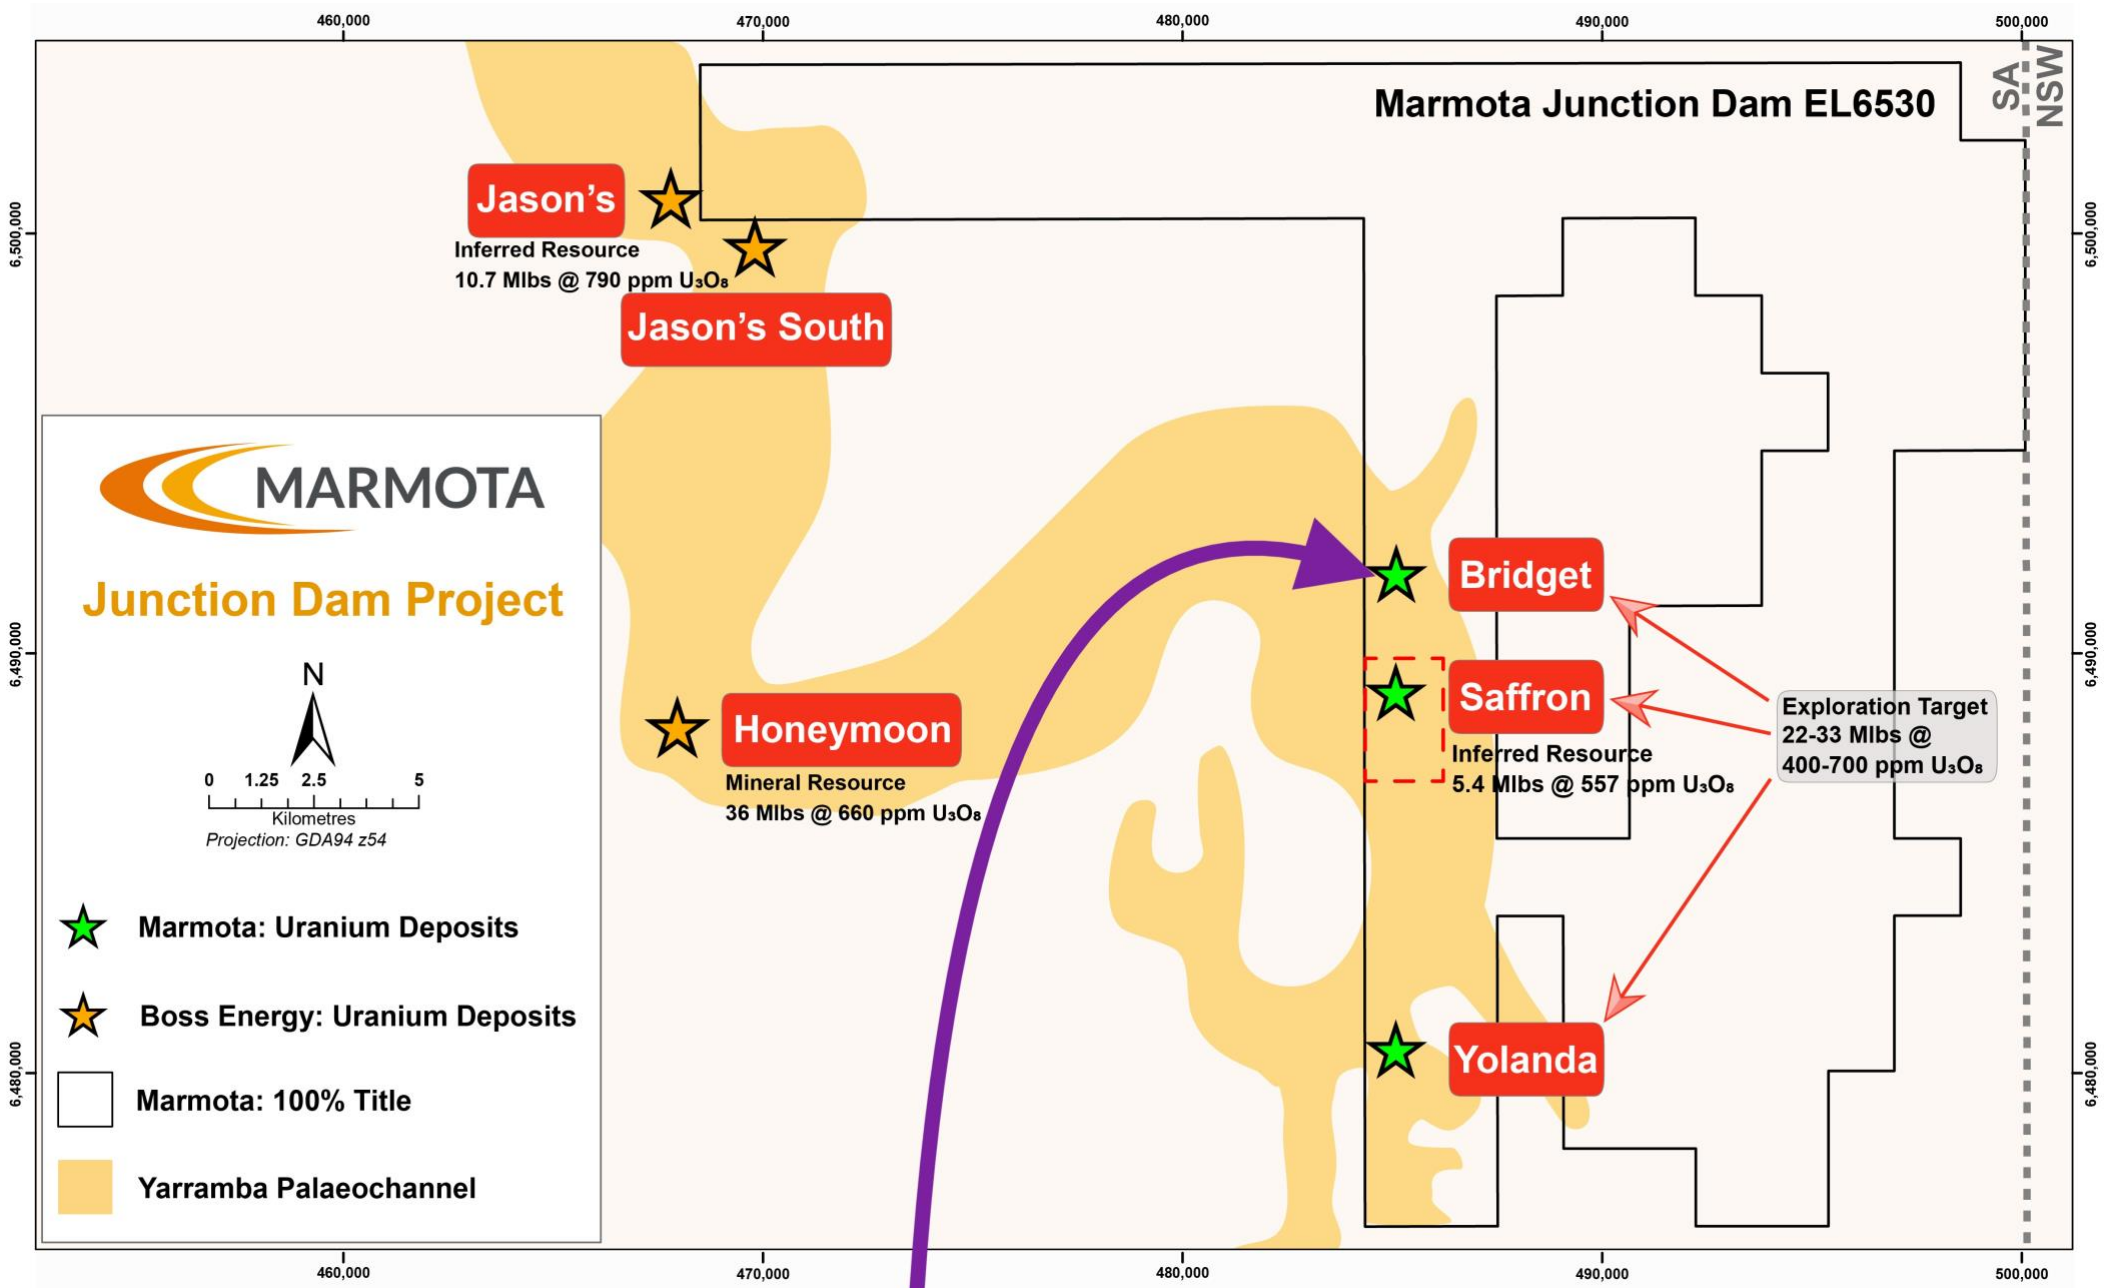 460,000
470,000
480,000
490,000
500,000
SA
NSW
Marmota Junction Dam EL6530
6,500,000
6,500,000
Jason's
Inferred Resource
10.7 Mlbs @ 790 ppm U₃O₈
Jason's South
MARMOTA
Junction Dam Project
N
0 1.25 2.5 5
Kilometres
Projection: GDA94 z54
Marmota: Uranium Deposits
Boss Energy: Uranium Deposits
Marmota: 100% Title
Yarramba Palaeochannel
Bridget
6,490,000
6,490,000
Saffron
Inferred Resource
5.4 Mlbs @ 557 ppm U₃O₈
Honeymoon
Mineral Resource
36 Mlbs @ 660 ppm U₃O₈
Exploration Target
22-33 Mlbs @
400-700 ppm U₃O₈
Yolanda
6,480,000
6,480,000
460,000
470,000
480,000
490,000
500,000